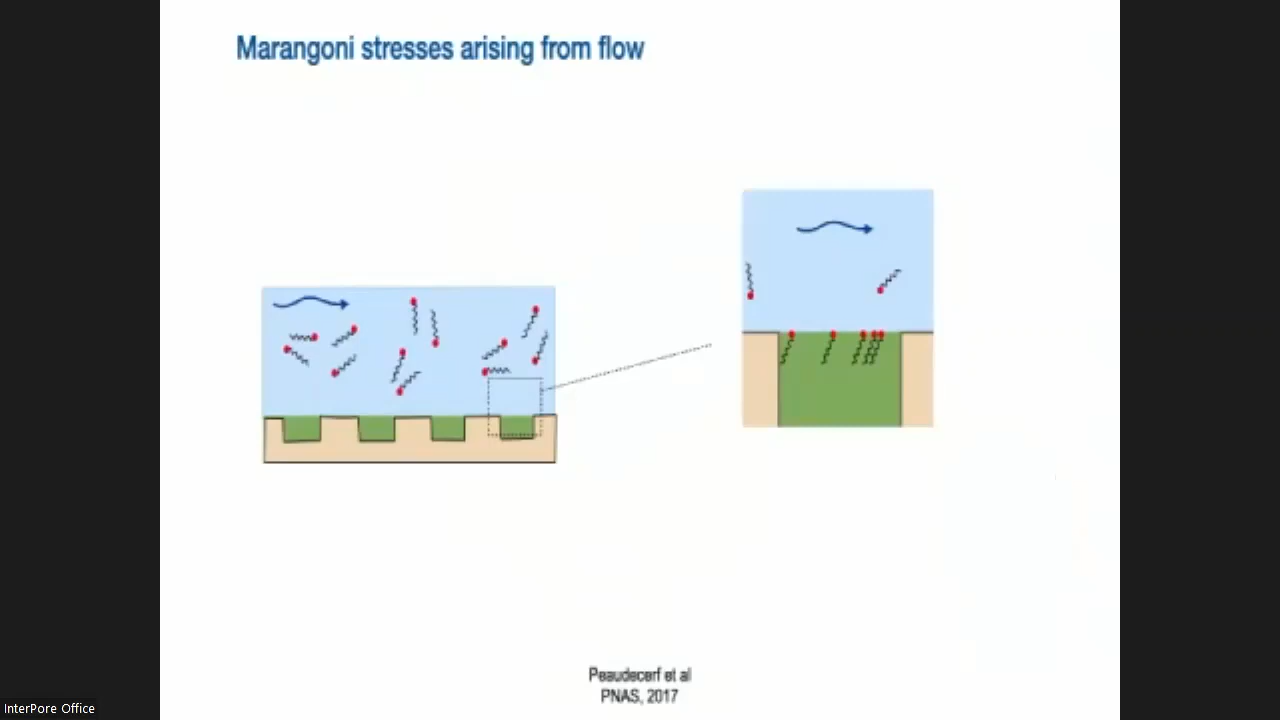 Marangoni stresses arising from flow
Peaudecerf et al
PNAS, 2017
InterPore Office